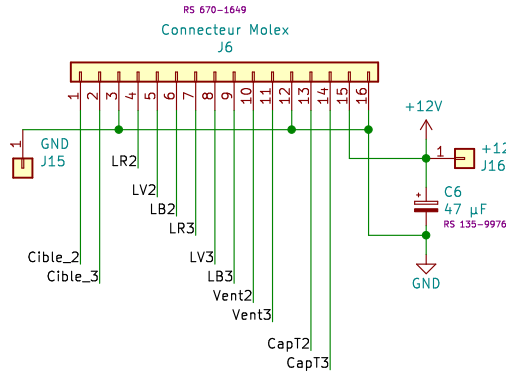 RS 670-1649
Connecteur Molex
J6
1 2 3 4 5 6 7 8 9 10 11 12 13 14 15 16
+12V
1
GND
J15
1
+12
J16
LR2
LV2
LB2
LR3
C6
47 µF
RS 135-9976
Cible_2
LV3
Cible_3
LB3
Vent2
Vent3
GND
CapT2
CapT3